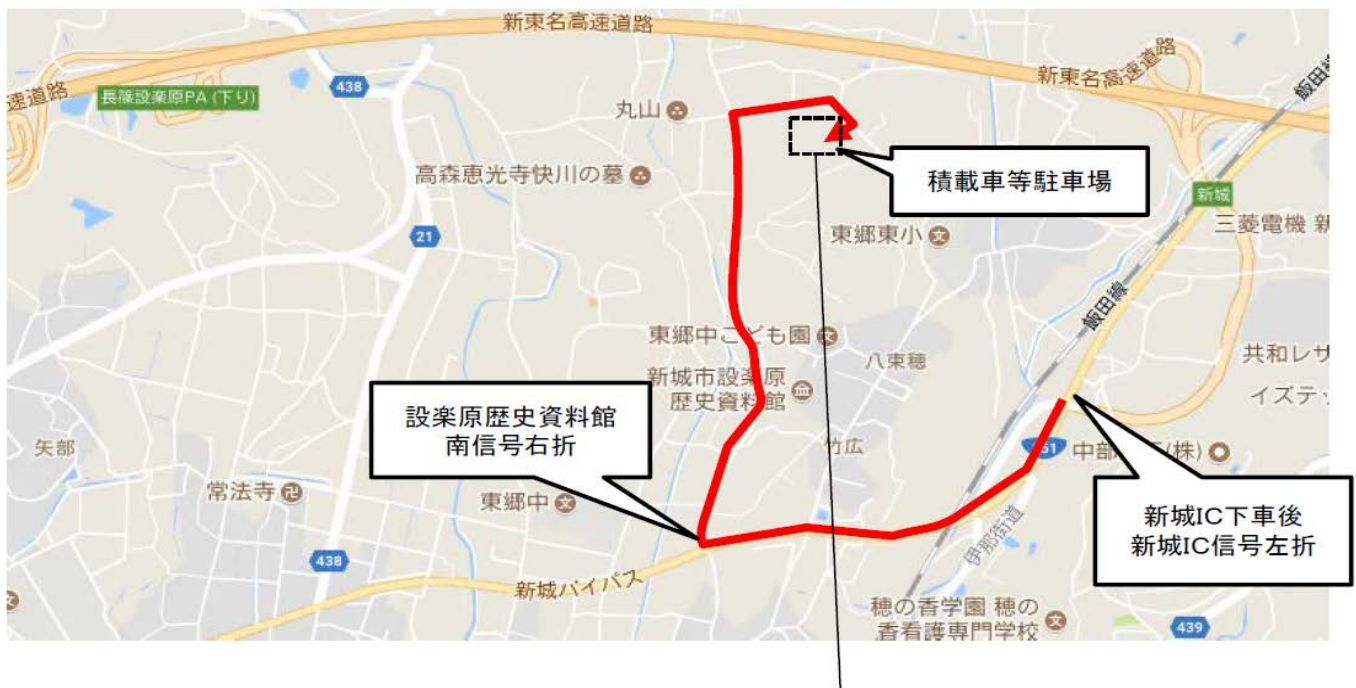 新東名高速道路
速道路
長篠設楽原PA (下り)
438
新東名高速道路
飯田線
丸山
高森恵光寺快川の墓
積載車等駐車場
新城
三菱電機 新
21
東郷東小
飯田線
東郷中こども園
八束穂
共和レサ
新城市設楽原
歴史資料館
イズテッ
設楽原歴史資料館
南信号右折
矢部
竹広
中部
(株)
常法寺
東郷中
新城IC下車後
新城IC信号左折
伊那街道
438
新城バイパス
穂の香学園 穂の
香看護専門学校
439